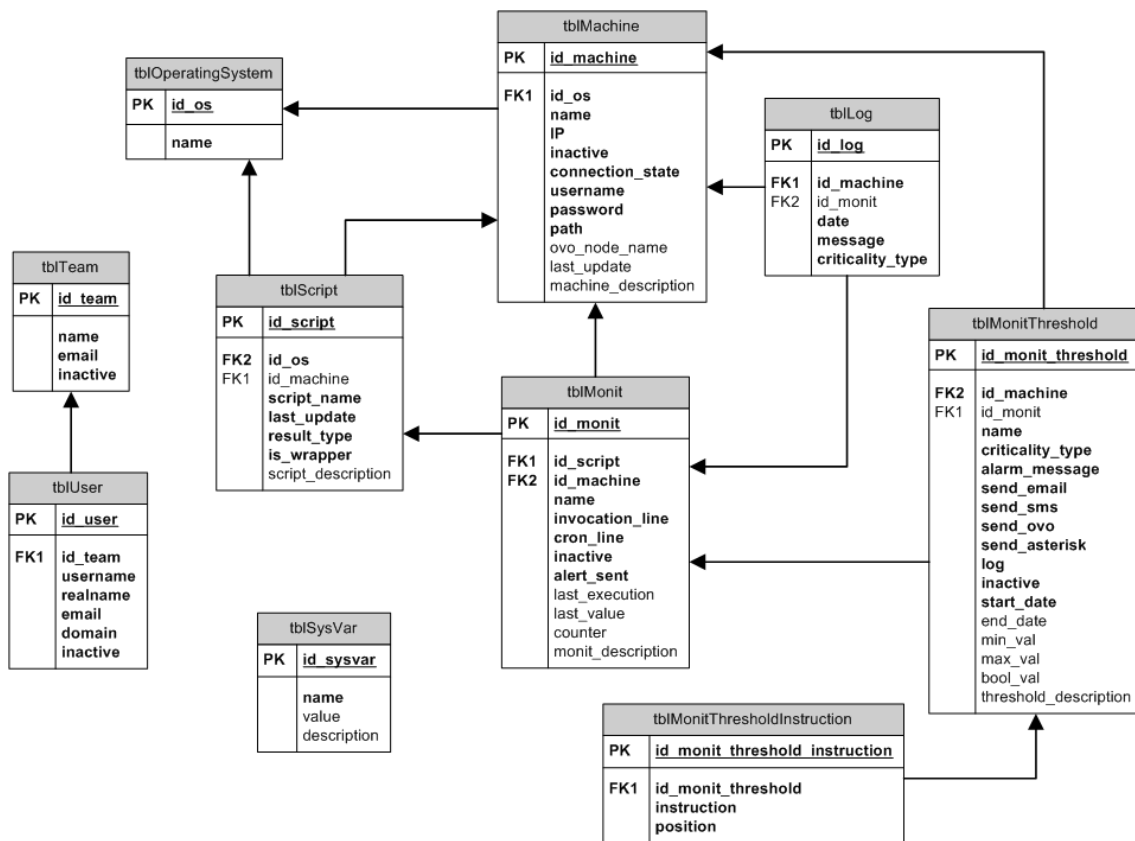 tblMachine
PK id_machine
FK1 id_os
name
IP
inactive
connection_state
username
password
path
ovo_node_name
last_update
machine_description
tblOperatingSystem
PK id_os
name
tblLog
PK id_log
FK1 id_machine
FK2 id_monit
date
message
criticality_type
tblTeam
PK id_team
name
email
inactive
tblScript
PK id_script
FK2 id_os
FK1 id_machine
script_name
last_update
result_type
is_wrapper
script_description
tblMonitThreshold
PK id_monit_threshold
FK2 id_machine
FK1 id_monit
name
criticality_type
alarm_message
send_email
send_sms
send_ovo
send_asterisk
log
inactive
start_date
end_date
min_val
max_val
bool_val
threshold_description
tblMonit
PK id_monit
FK1 id_script
FK2 id_machine
name
invocation_line
cron_line
inactive
alert_sent
last_execution
last_value
counter
monit_description
tblUser
PK id_user
FK1 id_team
username
realname
email
domain
inactive
tblSysVar
PK id_sysvar
name
value
description
tblMonitThresholdInstruction
PK id_monit_threshold_instruction
FK1 id_monit_threshold
instruction
position